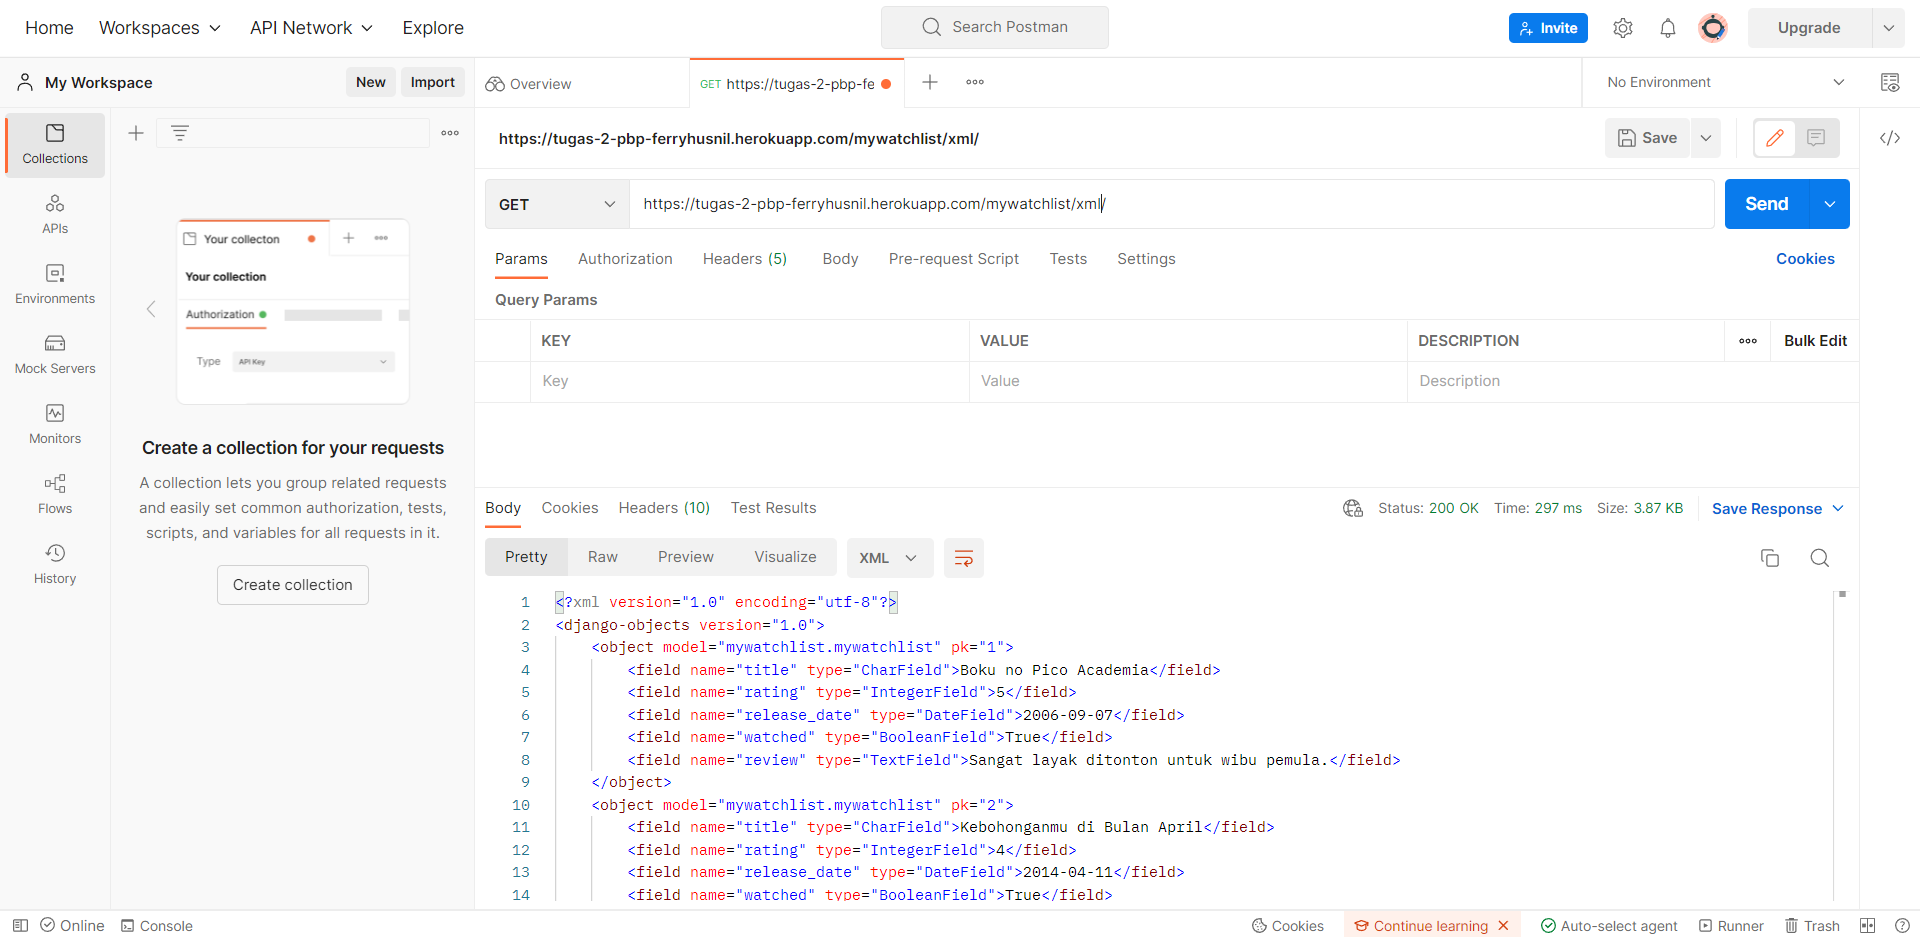 Home Workspaces API Network Explore Search Postman Invite Upgrade
My Workspace New Import Overview GET https://tugas-2-pbp-fe No Environment
Collections
APIs
Environments
Mock Servers
Monitors
Flows
History
Your collecton
Your collection
Authorization
Type API Key
Create a collection for your requests
A collection lets you group related requests
and easily set common authorization, tests,
scripts, and variables for all requests in it.
Create collection
https://tugas-2-pbp-ferryhusnil.herokuapp.com/mywatchlist/xml/ Save
GET https://tugas-2-pbp-ferryhusnil.herokuapp.com/mywatchlist/xml/ Send
Params Authorization Headers (5) Body Pre-request Script Tests Settings Cookies
Query Params
KEY VALUE DESCRIPTION Bulk Edit
Key Value Description
Body Cookies Headers (10) Test Results Status: 200 OK Time: 297 ms Size: 3.87 KB Save Response
Pretty Raw Preview Visualize XML
1 <?xml version="1.0" encoding="utf-8"?>
2 <django-objects version="1.0">
3 <object model="mywatchlist.mywatchlist" pk="1">
4 <field name="title" type="CharField">Boku no Pico Academia</field>
5 <field name="rating" type="IntegerField">5</field>
6 <field name="release_date" type="DateField">2006-09-07</field>
7 <field name="watched" type="BooleanField">True</field>
8 <field name="review" type="TextField">Sangat layak ditonton untuk wibu pemula.</field>
9 </object>
10 <object model="mywatchlist.mywatchlist" pk="2">
11 <field name="title" type="CharField">Kebohonganmu di Bulan April</field>
12 <field name="rating" type="IntegerField">4</field>
13 <field name="release_date" type="DateField">2014-04-11</field>
14 <field name="watched" type="BooleanField">True</field>
Online Console Cookies Continue learning Auto-select agent Runner Trash